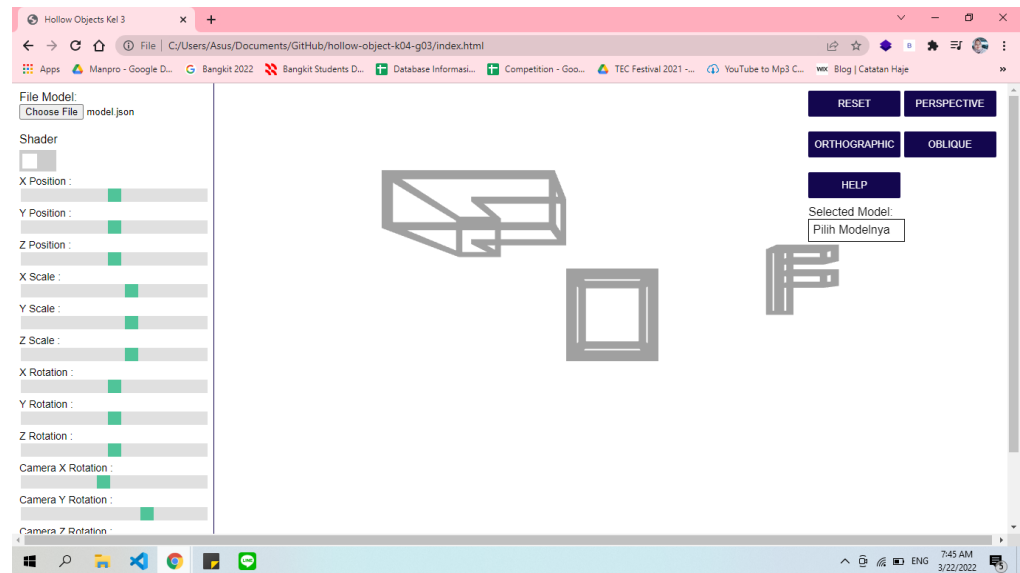 Hollow Objects Kel 3
File | C:/Users/Asus/Documents/GitHub/hollow-object-k04-g03/index.html
Apps Manpro - Google D... Bangkit 2022 Bangkit Students D... Database Informasi... Competition - Goo... TEC Festival 2021 -... YouTube to Mp3 C... WIX Blog | Catatan Haje »
File Model:
Choose File model.json
Shader
X Position :
Y Position :
Z Position :
X Scale :
Y Scale :
Z Scale :
X Rotation :
Y Rotation :
Z Rotation :
Camera X Rotation :
Camera Y Rotation :
Camera Z Rotation :
RESET PERSPECTIVE
ORTHOGRAPHIC OBLIQUE
HELP
Selected Model:
Pilih Modelnya
LINE
ENG
7:45 AM
3/22/2022
5